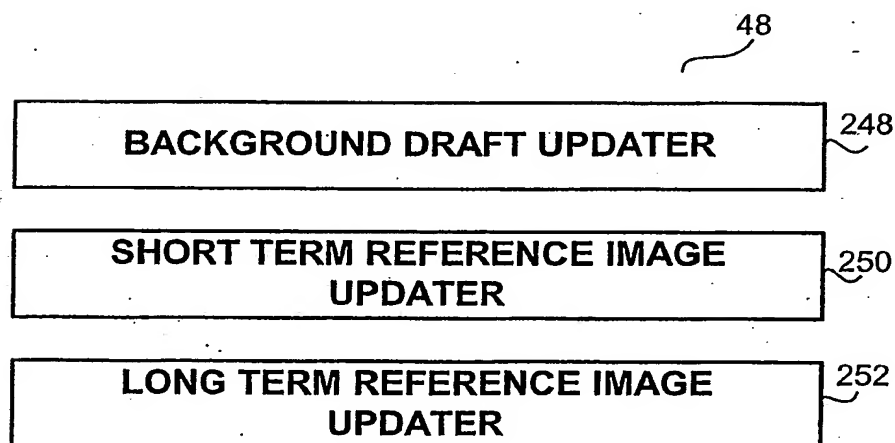 48
BACKGROUND DRAFT UPDATER
248
SHORT TERM REFERENCE IMAGE
UPDATER
250
LONG TERM REFERENCE IMAGE
UPDATER
252